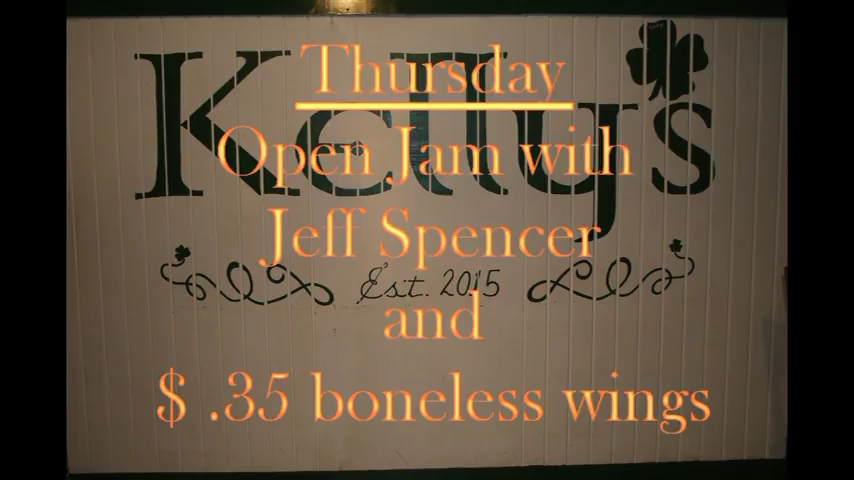 Kelly's
Est. 2015
Thursday
Open Jam with
Jeff Spencer
and
$ .35 boneless wings